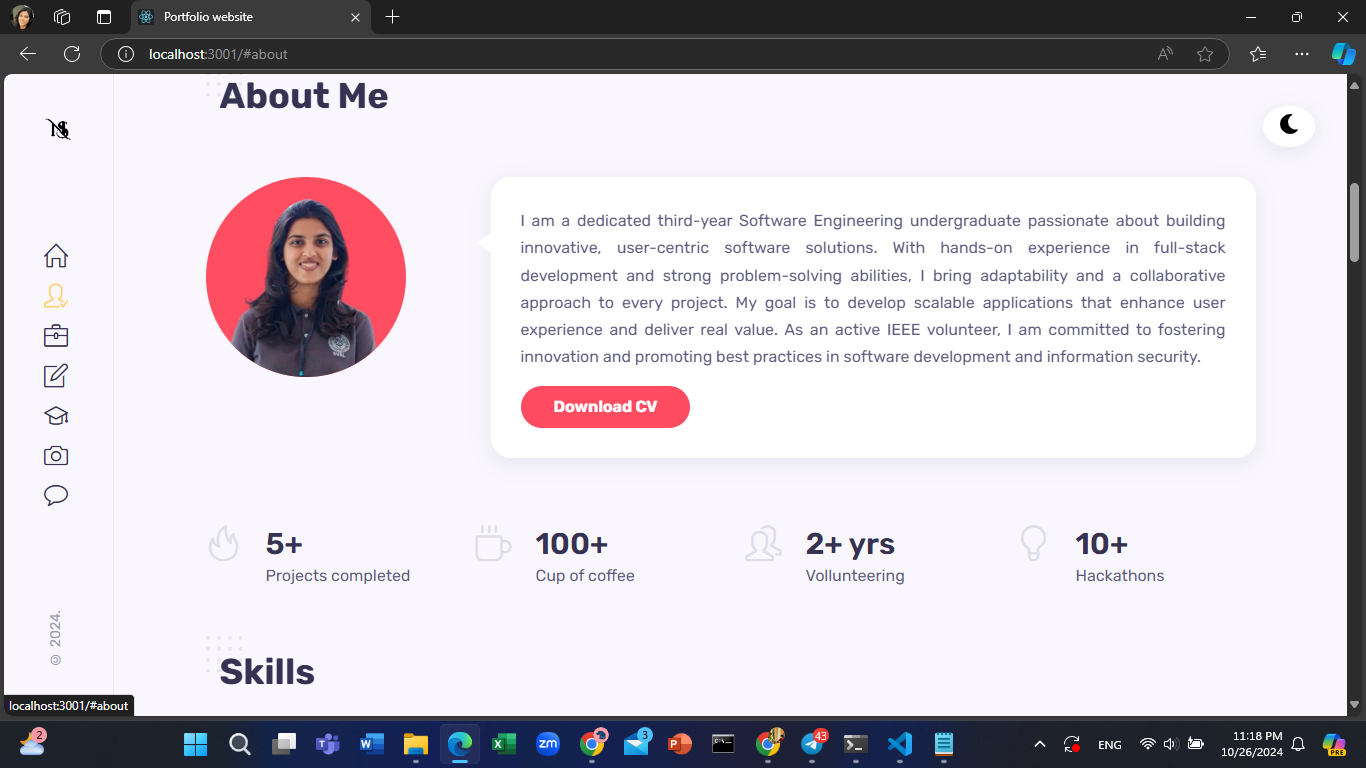 Portfolio website
localhost:3001/#about
About Me
I am a dedicated third-year Software Engineering undergraduate passionate about building
innovative, user-centric software solutions. With hands-on experience in full-stack
development and strong problem-solving abilities, I bring adaptability and a collaborative
approach to every project. My goal is to develop scalable applications that enhance user
experience and deliver real value. As an active IEEE volunteer, I am committed to fostering
innovation and promoting best practices in software development and information security.
Download CV
5+
Projects completed
100+
Cup of coffee
2+ yrs
Vollunteering
10+
Hackathons
© 2024.
Skills
localhost:3001/#about
2
zm
3
43
ENG
11:18 PM
10/26/2024
PRE